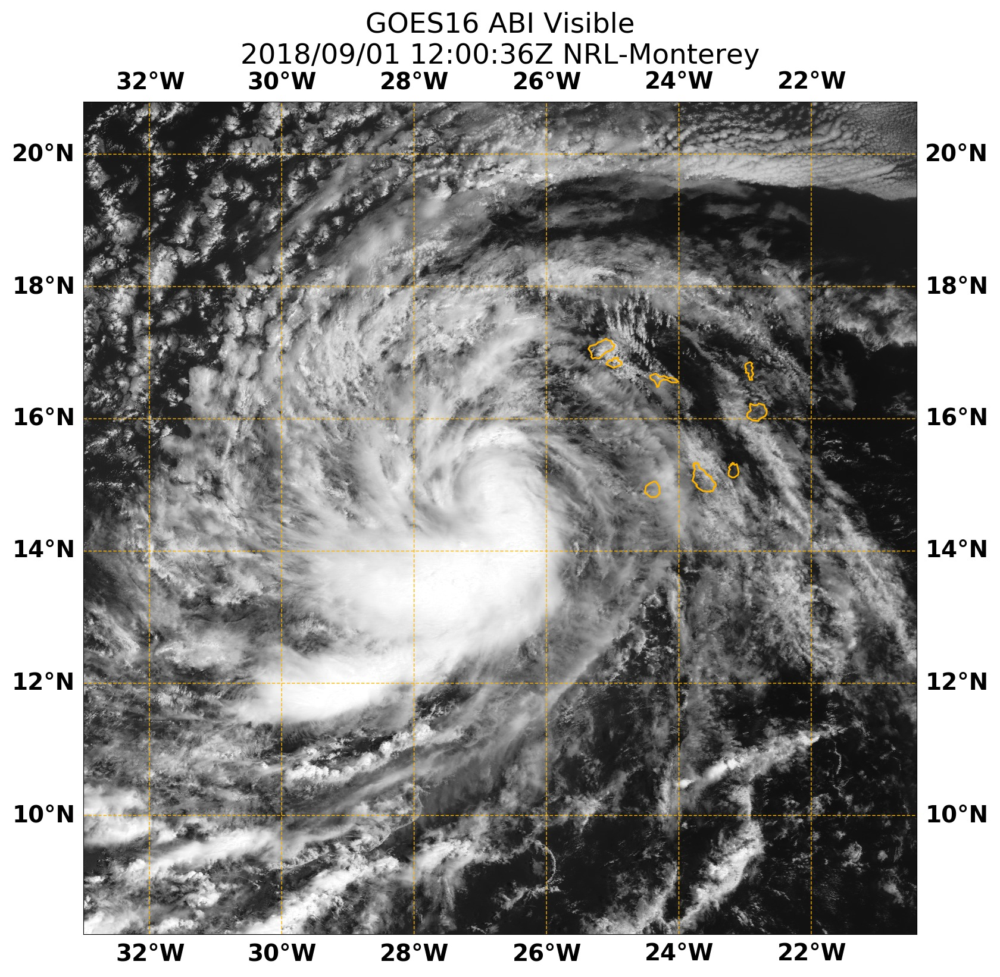 GOES16 ABI Visible
2018/09/01 12:00:36Z NRL-Monterey
32°W 30°W 28°W 26°W 24°W 22°W
20°N 20°N
18°N 18°N
16°N 16°N
14°N 14°N
12°N 12°N
10°N 10°N
32°W 30°W 28°W 26°W 24°W 22°W